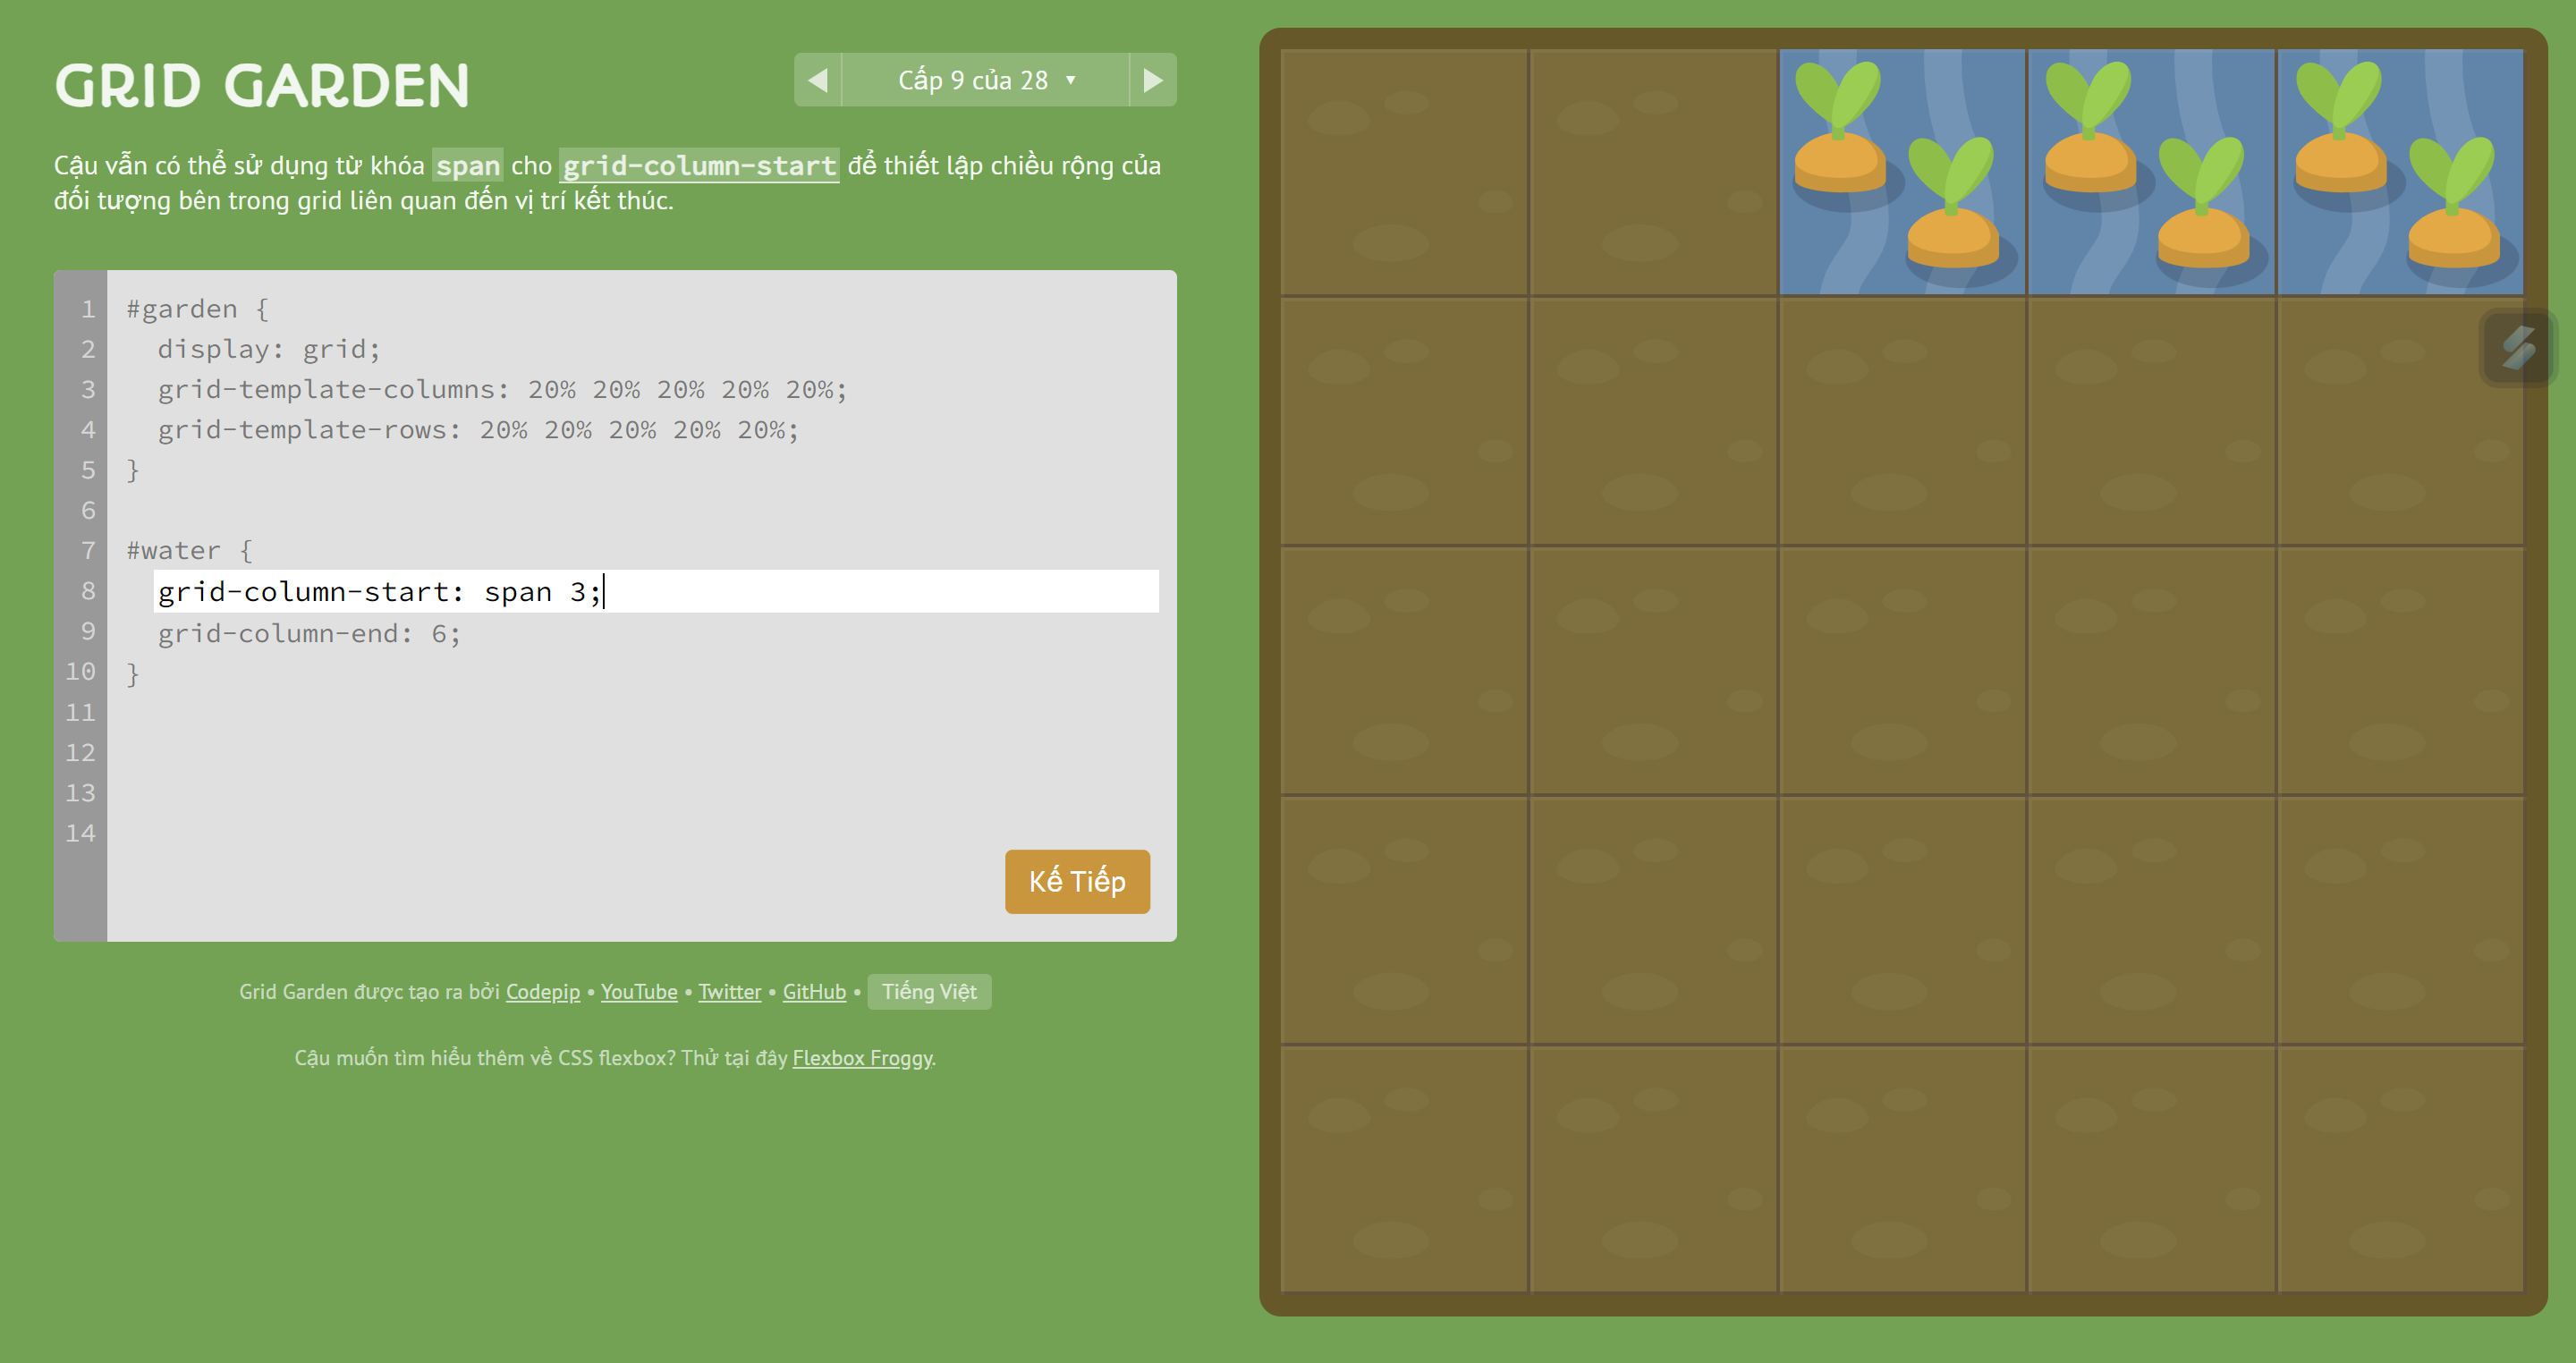 GRID GARDEN
◀ Cấp 9 của 28 ▼ ▶
Cậu vẫn có thể sử dụng từ khóa span cho grid-column-start để thiết lập chiều rộng của
đối tượng bên trong grid liên quan đến vị trí kết thúc.
1 #garden {
2 display: grid;
3 grid-template-columns: 20% 20% 20% 20% 20%;
4 grid-template-rows: 20% 20% 20% 20% 20%;
5 }
6
7 #water {
8 grid-column-start: span 3;
9 grid-column-end: 6;
10 }
11
12
13
14
Kế Tiếp
Grid Garden được tạo ra bởi Codepip • YouTube • Twitter • GitHub • Tiếng Việt
Cậu muốn tìm hiểu thêm về CSS flexbox? Thử tại đây Flexbox Froggy.